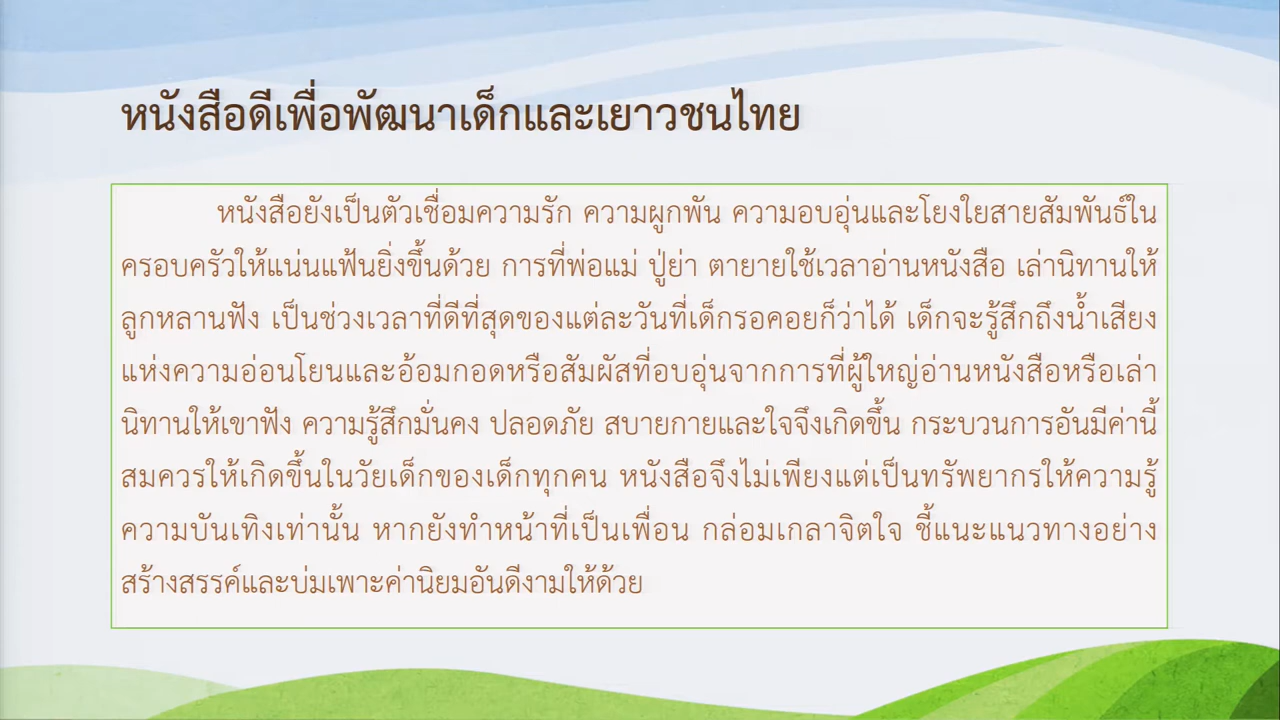 หนังสือดีเพื่อพัฒนาเด็กและเยาวชนไทย
หนังสือยังเป็นตัวเชื่อมความรัก ความผูกพัน ความอบอุ่นและโยงใยสายสัมพันธ์ใน
ครอบครัวให้แน่นแฟ้นยิ่งขึ้นด้วย การที่พ่อแม่ ปู่ย่า ตายายใช้เวลาอ่านหนังสือ เล่านิทานให้
ลูกหลานฟัง เป็นช่วงเวลาที่ดีที่สุดของแต่ละวันที่เด็กรอคอยก็ว่าได้ เด็กจะรู้สึกถึงน้ำเสียง
แห่งความอ่อนโยนและอ้อมกอดหรือสัมผัสที่อบอุ่นจากการที่ผู้ใหญ่อ่านหนังสือหรือเล่า
นิทานให้เขาฟัง ความรู้สึกมั่นคง ปลอดภัย สบายกายและใจจึงเกิดขึ้น กระบวนการอันมีค่านี้
สมควรให้เกิดขึ้นในวัยเด็กของเด็กทุกคน หนังสือจึงไม่เพียงแต่เป็นทรัพยากรให้ความรู้
ความบันเทิงเท่านั้น หากยังทำหน้าที่เป็นเพื่อน กล่อมเกลาจิตใจ ชี้แนะแนวทางอย่าง
สร้างสรรค์และบ่มเพาะค่านิยมอันดีงามให้ด้วย